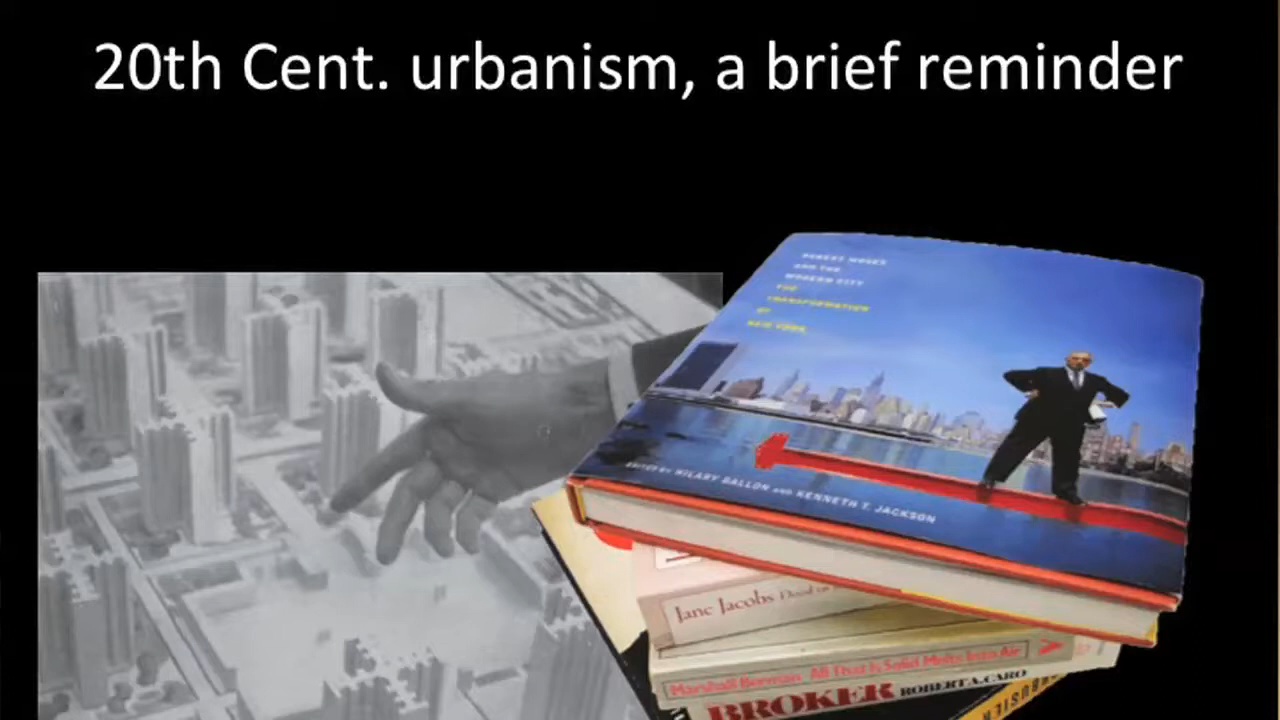 20th Cent. urbanism, a brief reminder
ROBERT MOSES
AND THE
MODERN CITY
THE
TRANSFORMATION
OF
NEW YORK
EDITED BY HILARY BALLON AND KENNETH T. JACKSON
Jane Jacobs
Marshall Berman All That Is Solid Melts Into Air
BROKER ROBERT A. CARO